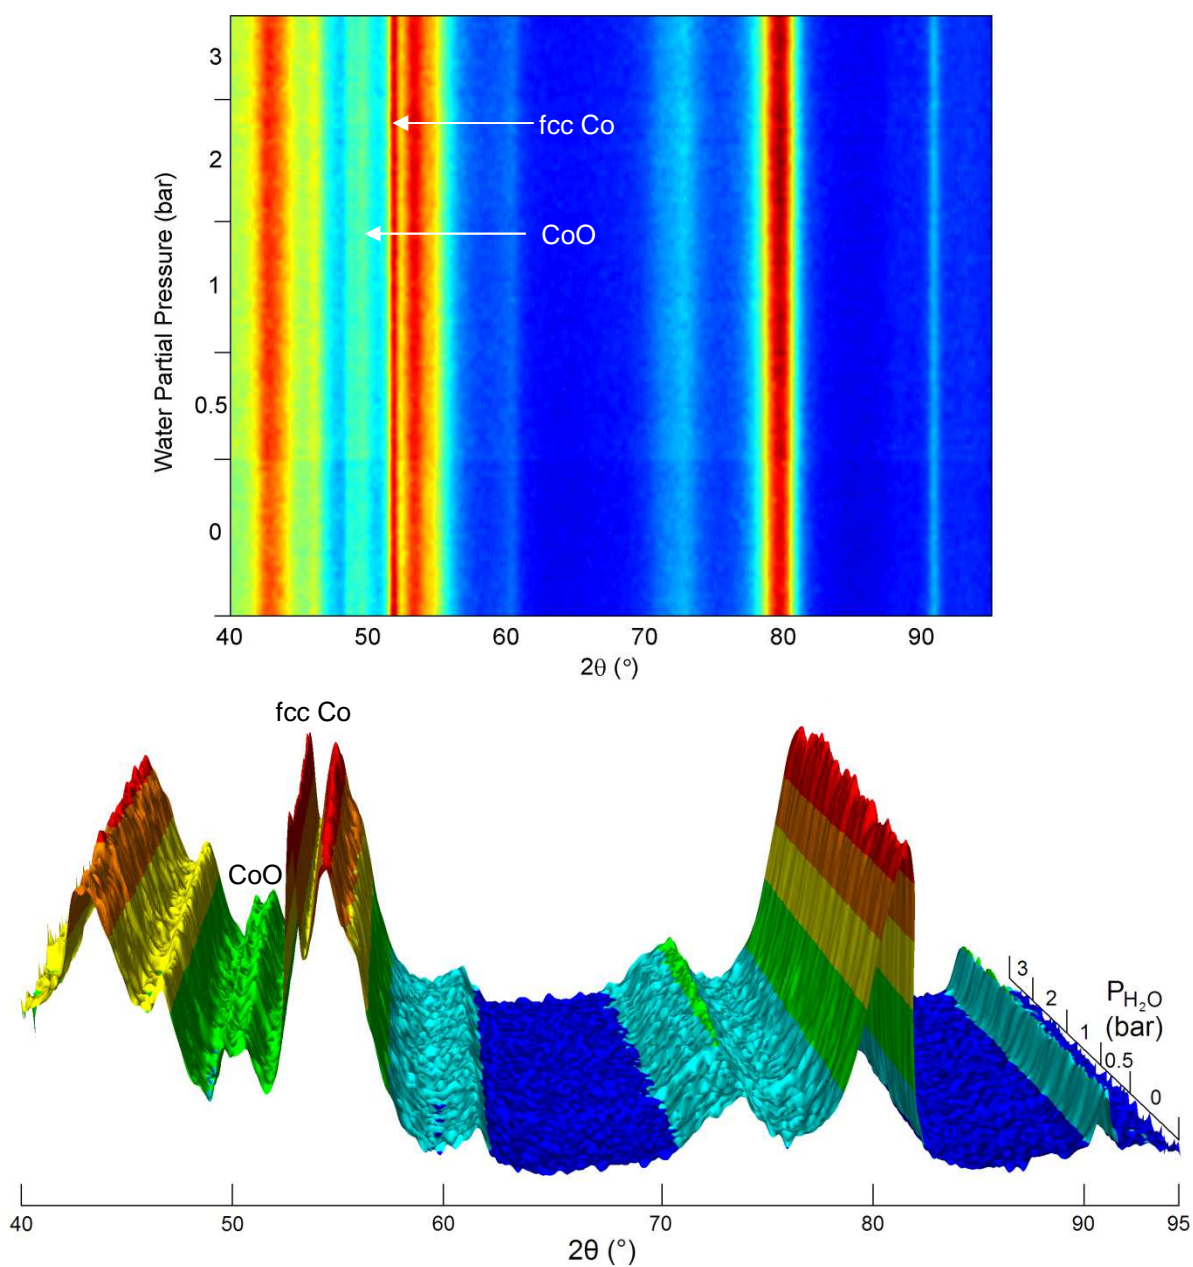 3
fcc Co
2
CoO
1
0.5
0
Water Partial Pressure (bar)
40 50 60 70 80 90
2θ (°)
fcc Co
CoO
3
2
1
0.5
0
P_{H_2O}
(bar)
40 50 60 70 80 90 95
2θ (°)